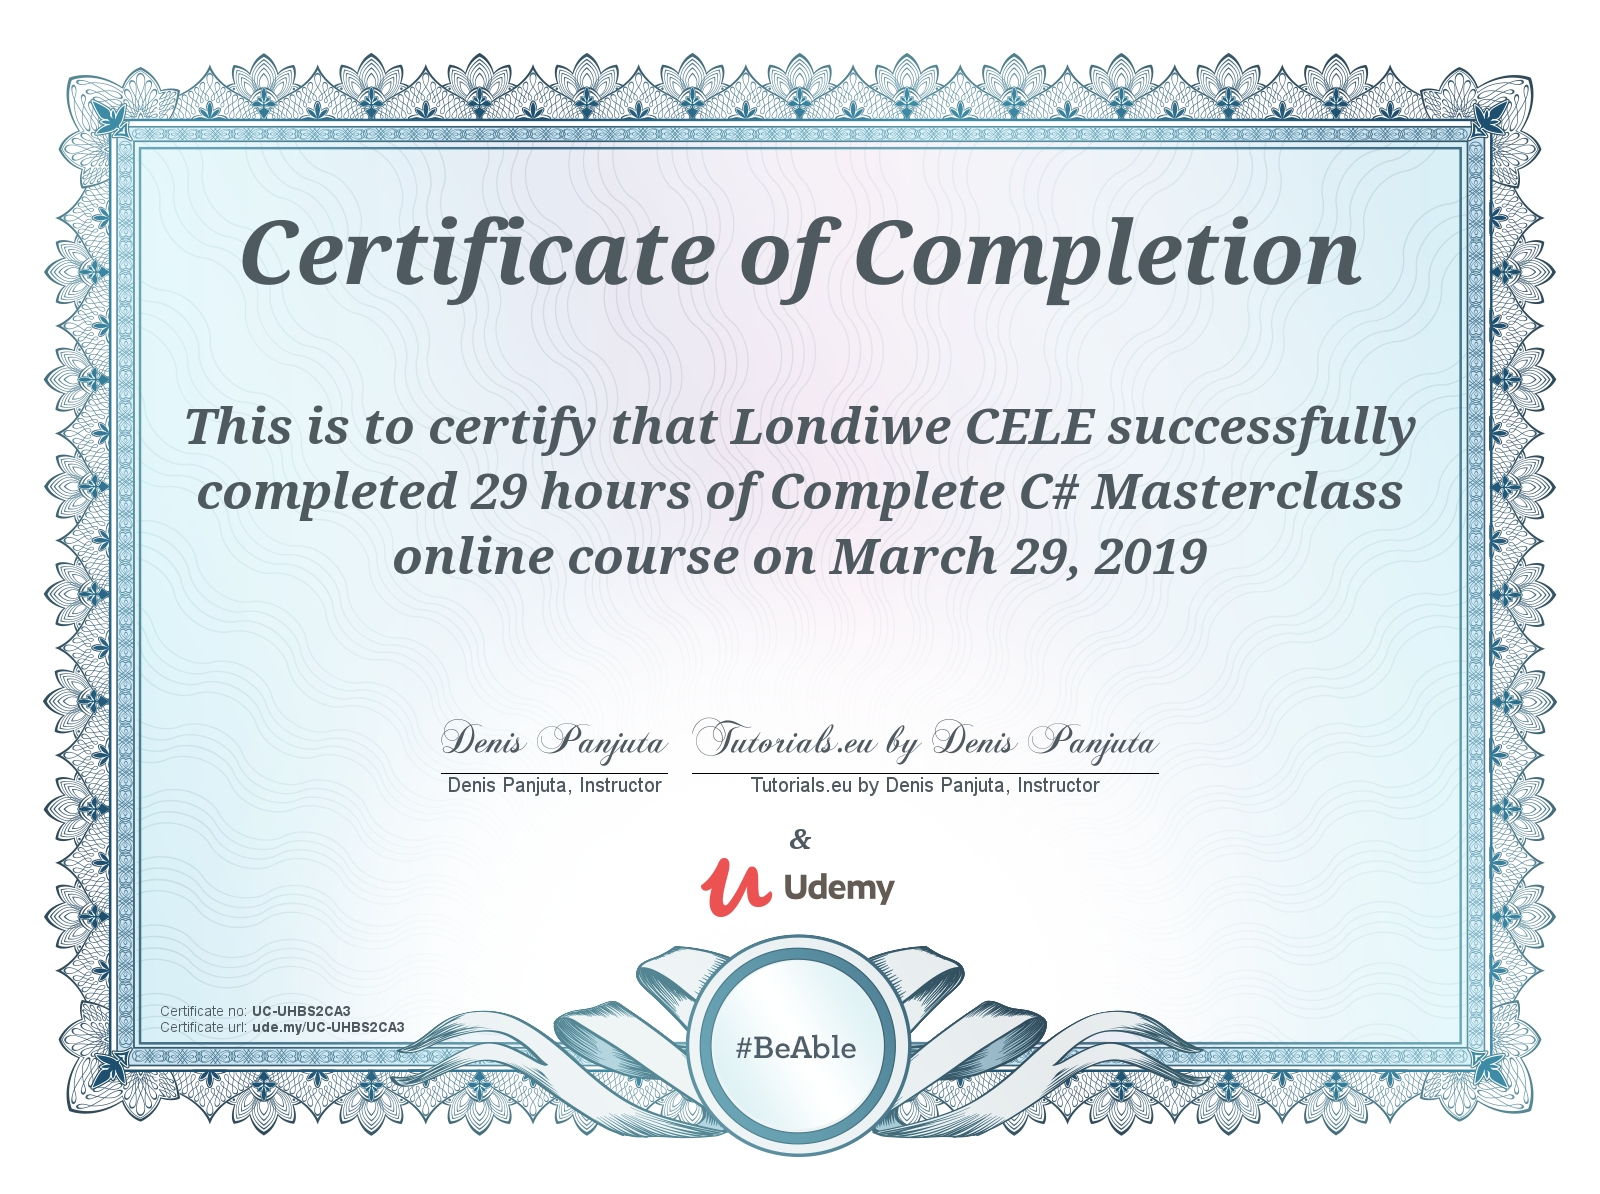 Certificate of Completion
This is to certify that Londiwe CELE successfully
completed 29 hours of Complete C# Masterclass
online course on March 29, 2019
Denis Panjuta
Denis Panjuta, Instructor
Tutorials.eu by Denis Panjuta
Tutorials.eu by Denis Panjuta, Instructor
&
Udemy
Certificate no: UC-UHBS2CA3
Certificate url: ude.my/UC-UHBS2CA3
#BeAble